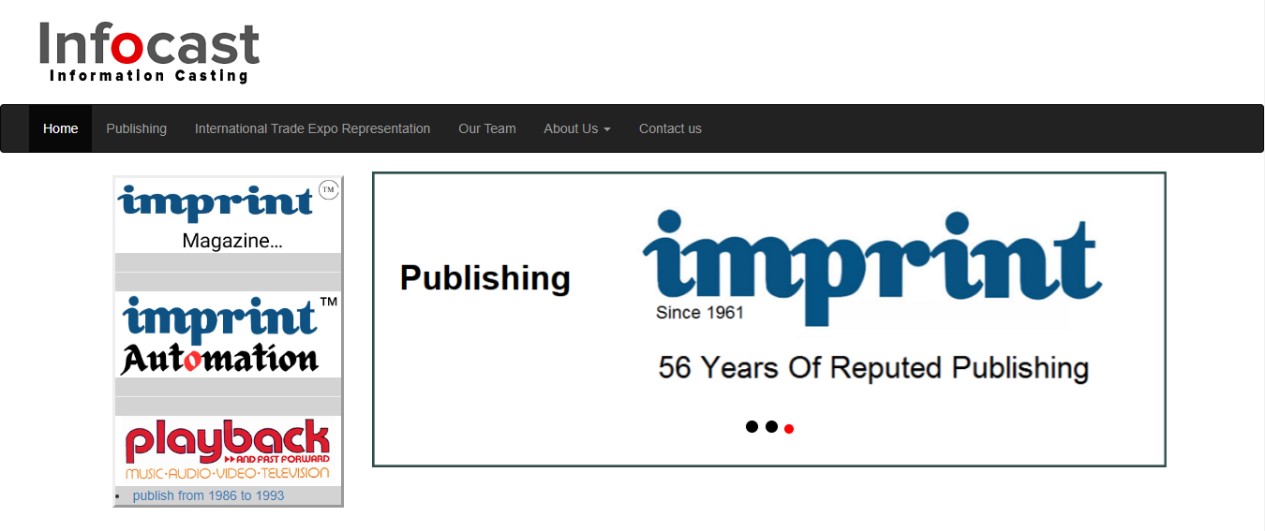 Infocast
Information Casting
Home Publishing International Trade Expo Representation Our Team About Us Contact us
imprint TM
Magazine...
imprint TM
Automation
playback
AND FAST FORWARD
MUSIC·AUDIO·VIDEO·TELEVISION
publish from 1986 to 1993
Publishing
imprint
Since 1961
56 Years Of Reputed Publishing